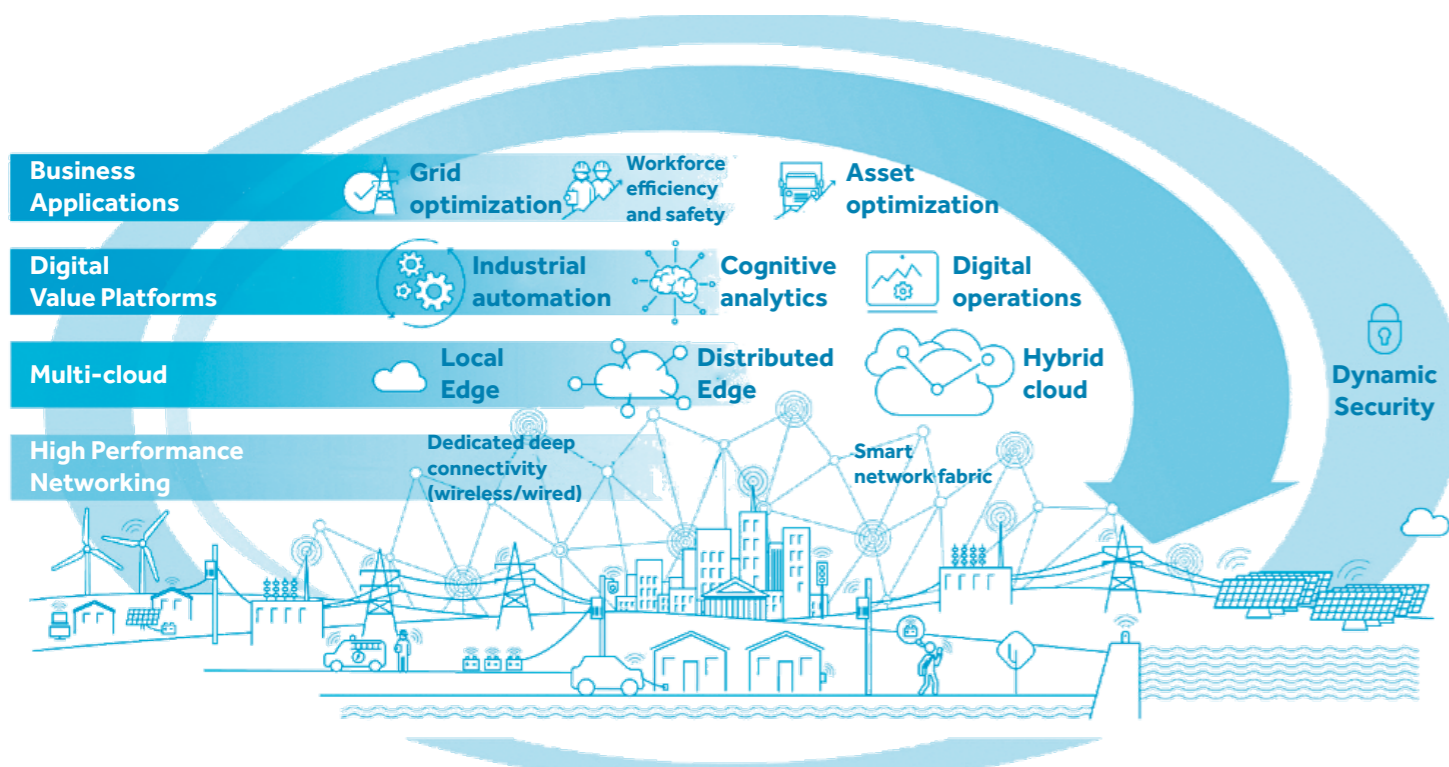 Business
Applications
Grid
optimization
Workforce
efficiency
and safety
Asset
optimization
Digital
Value Platforms
Industrial
automation
Cognitive
analytics
Digital
operations
Multi-cloud
Local
Edge
Distributed
Edge
Hybrid
cloud
Dynamic
Security
High Performance
Networking
Dedicated deep
connectivity
(wireless/wired)
Smart
network fabric